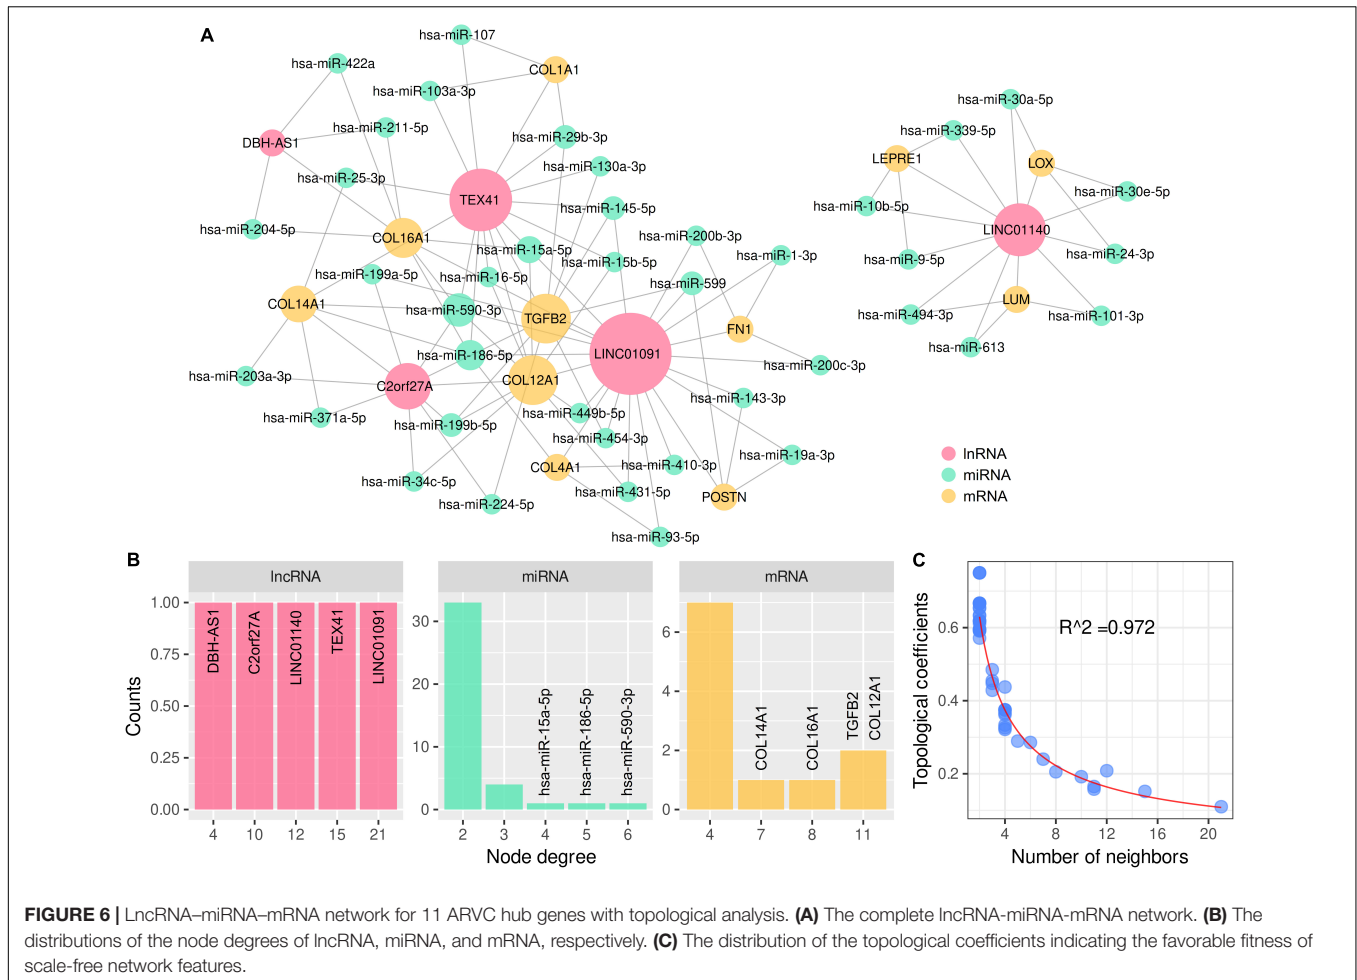 A
hsa-miR-107
hsa-miR-422a
COL1A1
hsa-miR-103a-3p
hsa-miR-30a-5p
hsa-miR-211-5p
hsa-miR-339-5p
DBH-AS1
hsa-miR-29b-3p
LEPRE1
LOX
hsa-miR-130a-3p
hsa-miR-25-3p
hsa-miR-30e-5p
TEX41
hsa-miR-145-5p
hsa-miR-10b-5p
hsa-miR-204-5p
COL16A1
hsa-miR-200b-3p
LINC01140
hsa-miR-15a-5p
hsa-miR-15b-5p
hsa-miR-1-3p
hsa-miR-9-5p
hsa-miR-24-3p
hsa-miR-199a-5p
hsa-miR-16-5p
hsa-miR-599
COL14A1
hsa-miR-590-3p
TGFB2
LUM
hsa-miR-494-3p
hsa-miR-101-3p
FN1
hsa-miR-186-5p
LINC01091
hsa-miR-613
hsa-miR-200c-3p
hsa-miR-203a-3p
C2orf27A
COL12A1
hsa-miR-143-3p
hsa-miR-371a-5p
hsa-miR-199b-5p
hsa-miR-449b-5p
hsa-miR-454-3p
hsa-miR-19a-3p
COL4A1
hsa-miR-410-3p
hsa-miR-34c-5p
hsa-miR-431-5p
POSTN
hsa-miR-224-5p
hsa-miR-93-5p
lnRNA
miRNA
mRNA
B
lncRNA
miRNA
mRNA
Counts
1.00
0.75
0.50
0.25
0.00
DBH-AS1
C2orf27A
LINC01140
TEX41
LINC01091
4 10 12 15 21
30
20
10
0
hsa-miR-15a-5p
hsa-miR-186-5p
hsa-miR-590-3p
2 3 4 5 6
6
4
2
0
COL14A1
COL16A1
TGFB2
COL12A1
4 7 8 11
Node degree
C
Topological coefficients
0.6
0.4
0.2
R^2 =0.972
4 8 12 16 20
Number of neighbors
FIGURE 6 | LncRNA–miRNA–mRNA network for 11 ARVC hub genes with topological analysis. (A) The complete lncRNA-miRNA-mRNA network. (B) The
distributions of the node degrees of lncRNA, miRNA, and mRNA, respectively. (C) The distribution of the topological coefficients indicating the favorable fitness of
scale-free network features.